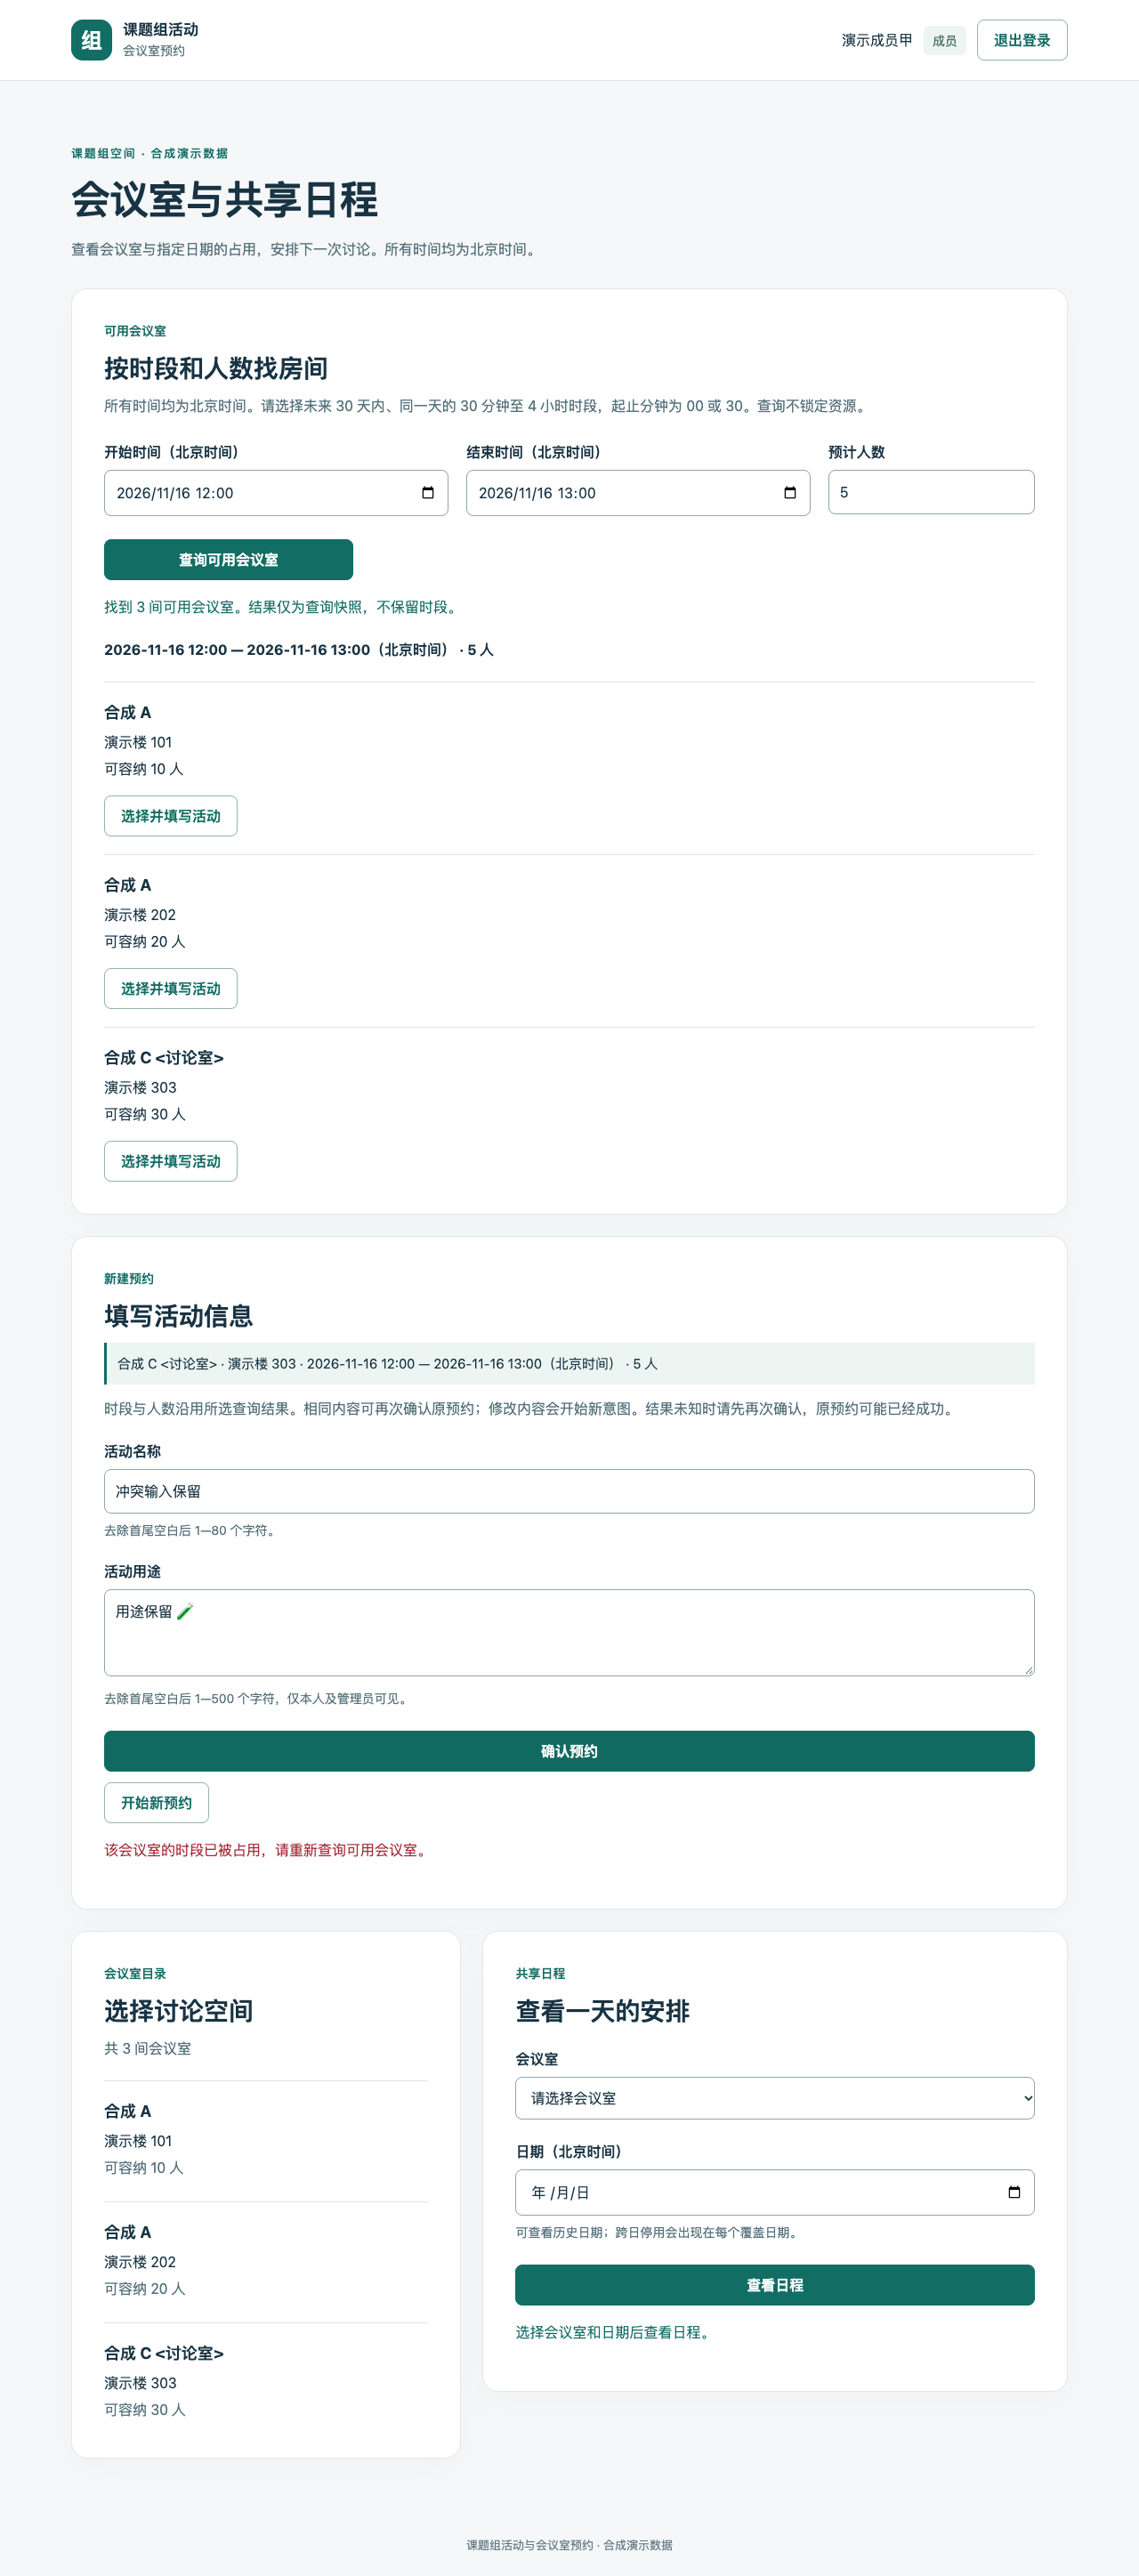 组
课题组活动
会议室预约
演示成员甲 成员 退出登录
课题组空间 · 合成演示数据
会议室与共享日程
查看会议室与指定日期的占用，安排下一次讨论。所有时间均为北京时间。
可用会议室
按时段和人数找房间
所有时间均为北京时间。请选择未来 30 天内、同一天的 30 分钟至 4 小时时段，起止分钟为 00 或 30。查询不锁定资源。
开始时间（北京时间） 结束时间（北京时间） 预计人数
2026/11/16 12:00 2026/11/16 13:00 5
查询可用会议室
找到 3 间可用会议室。结果仅为查询快照，不保留时段。
2026-11-16 12:00 — 2026-11-16 13:00（北京时间） · 5 人
合成 A
演示楼 101
可容纳 10 人
选择并填写活动
合成 A
演示楼 202
可容纳 20 人
选择并填写活动
合成 C <讨论室>
演示楼 303
可容纳 30 人
选择并填写活动
新建预约
填写活动信息
合成 C <讨论室> · 演示楼 303 · 2026-11-16 12:00 — 2026-11-16 13:00（北京时间） · 5 人
时段与人数沿用所选查询结果。相同内容可再次确认原预约；修改内容会开始新意图。结果未知时请先再次确认，原预约可能已经成功。
活动名称
冲突输入保留
去除首尾空白后 1—80 个字符。
活动用途
用途保留 🧪
去除首尾空白后 1—500 个字符，仅本人及管理员可见。
确认预约
开始新预约
该会议室的时段已被占用，请重新查询可用会议室。
会议室目录
选择讨论空间
共 3 间会议室
合成 A
演示楼 101
可容纳 10 人
合成 A
演示楼 202
可容纳 20 人
合成 C <讨论室>
演示楼 303
可容纳 30 人
共享日程
查看一天的安排
会议室
请选择会议室
日期（北京时间）
年 /月/日
可查看历史日期；跨日停用会出现在每个覆盖日期。
查看日程
选择会议室和日期后查看日程。
课题组活动与会议室预约 · 合成演示数据